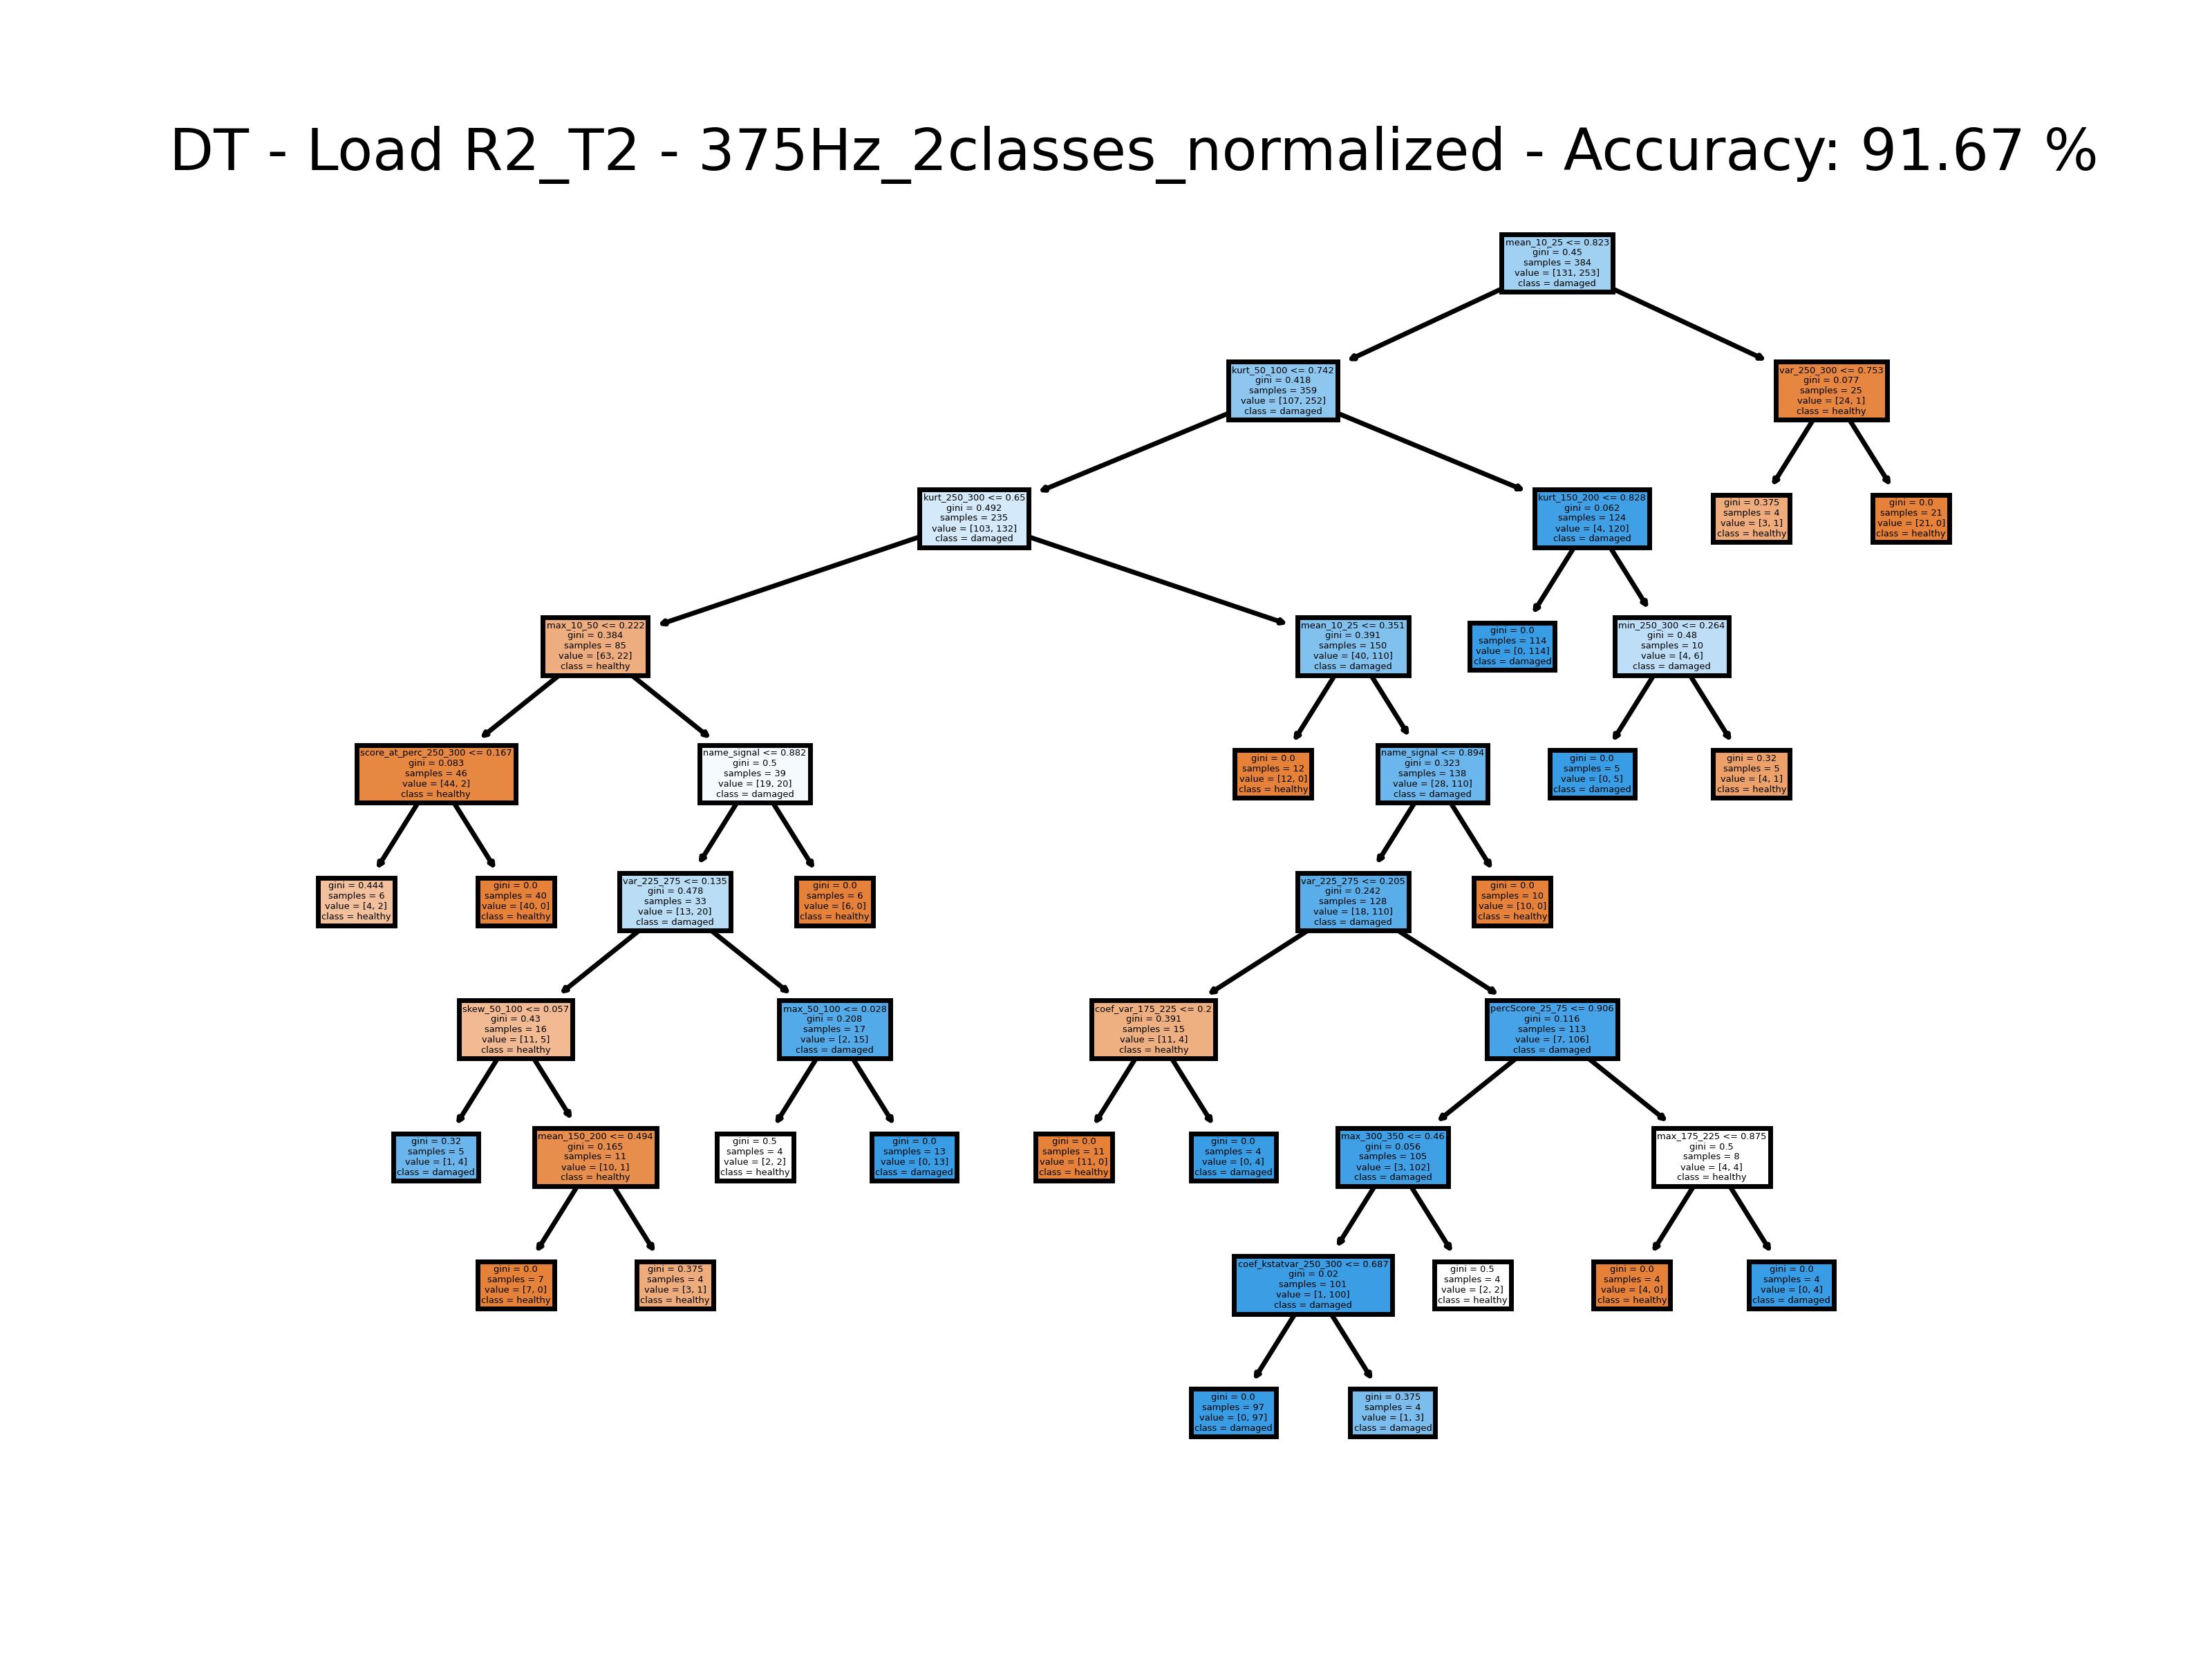 DT - Load R2_T2 - 375Hz_2classes_normalized - Accuracy: 91.67 %
mean_10_25 <= 0.823
gini = 0.45
samples = 384
value = [131, 253]
class = damaged
kurt_50_100 <= 0.742
gini = 0.418
samples = 359
value = [107, 252]
class = damaged
var_250_300 <= 0.753
gini = 0.077
samples = 25
value = [24, 1]
class = healthy
kurt_250_300 <= 0.65
gini = 0.492
samples = 235
value = [103, 132]
class = damaged
kurt_150_200 <= 0.828
gini = 0.062
samples = 124
value = [4, 120]
class = damaged
gini = 0.375
samples = 4
value = [3, 1]
class = healthy
gini = 0.0
samples = 21
value = [21, 0]
class = healthy
max_10_50 <= 0.222
gini = 0.384
samples = 85
value = [63, 22]
class = healthy
mean_10_25 <= 0.351
gini = 0.391
samples = 150
value = [40, 110]
class = damaged
gini = 0.0
samples = 114
value = [0, 114]
class = damaged
min_250_300 <= 0.264
gini = 0.48
samples = 10
value = [4, 6]
class = damaged
score_at_perc_250_300 <= 0.167
gini = 0.083
samples = 46
value = [44, 2]
class = healthy
name_signal <= 0.882
gini = 0.5
samples = 39
value = [19, 20]
class = damaged
gini = 0.0
samples = 12
value = [12, 0]
class = healthy
name_signal <= 0.894
gini = 0.323
samples = 138
value = [28, 110]
class = damaged
gini = 0.0
samples = 5
value = [0, 5]
class = damaged
gini = 0.32
samples = 5
value = [4, 1]
class = healthy
gini = 0.444
samples = 6
value = [4, 2]
class = healthy
gini = 0.0
samples = 40
value = [40, 0]
class = healthy
var_225_275 <= 0.135
gini = 0.478
samples = 33
value = [13, 20]
class = damaged
gini = 0.0
samples = 6
value = [6, 0]
class = healthy
var_225_275 <= 0.205
gini = 0.242
samples = 128
value = [18, 110]
class = damaged
gini = 0.0
samples = 10
value = [10, 0]
class = healthy
skew_50_100 <= 0.057
gini = 0.43
samples = 16
value = [11, 5]
class = healthy
max_50_100 <= 0.028
gini = 0.208
samples = 17
value = [2, 15]
class = damaged
coef_var_175_225 <= 0.2
gini = 0.391
samples = 15
value = [11, 4]
class = healthy
percScore_25_75 <= 0.906
gini = 0.116
samples = 113
value = [7, 106]
class = damaged
gini = 0.32
samples = 5
value = [1, 4]
class = damaged
mean_150_200 <= 0.494
gini = 0.165
samples = 11
value = [10, 1]
class = healthy
gini = 0.5
samples = 4
value = [2, 2]
class = healthy
gini = 0.0
samples = 13
value = [0, 13]
class = damaged
gini = 0.0
samples = 11
value = [11, 0]
class = healthy
gini = 0.0
samples = 4
value = [0, 4]
class = damaged
max_300_350 <= 0.46
gini = 0.056
samples = 105
value = [3, 102]
class = damaged
max_175_225 <= 0.875
gini = 0.5
samples = 8
value = [4, 4]
class = healthy
gini = 0.0
samples = 7
value = [7, 0]
class = healthy
gini = 0.375
samples = 4
value = [3, 1]
class = healthy
coef_kstatvar_250_300 <= 0.687
gini = 0.02
samples = 101
value = [1, 100]
class = damaged
gini = 0.5
samples = 4
value = [2, 2]
class = healthy
gini = 0.0
samples = 4
value = [4, 0]
class = healthy
gini = 0.0
samples = 4
value = [0, 4]
class = damaged
gini = 0.0
samples = 97
value = [0, 97]
class = damaged
gini = 0.375
samples = 4
value = [1, 3]
class = damaged